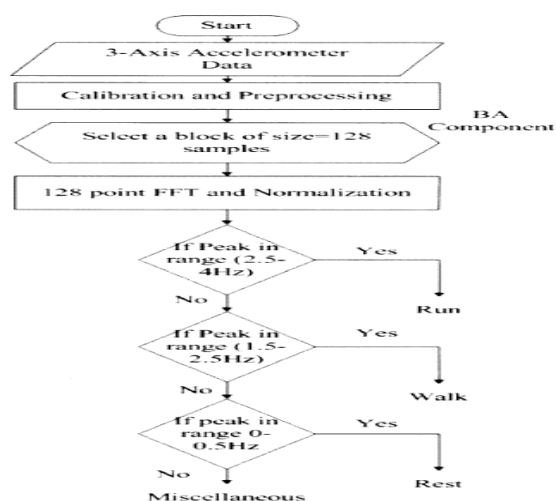 Start
3-Axis Accelerometer
Data
Calibration and Preprocessing
BA
Component
Select a block of size=128
samples
128 point FFT and Normalization
If Peak in
range (2.5-
4Hz)
Yes
Run
No
If Peak in
range (1.5-
2.5Hz)
Yes
Walk
No
If peak in
range 0-
0.5Hz
Yes
Rest
No
Miscellaneous